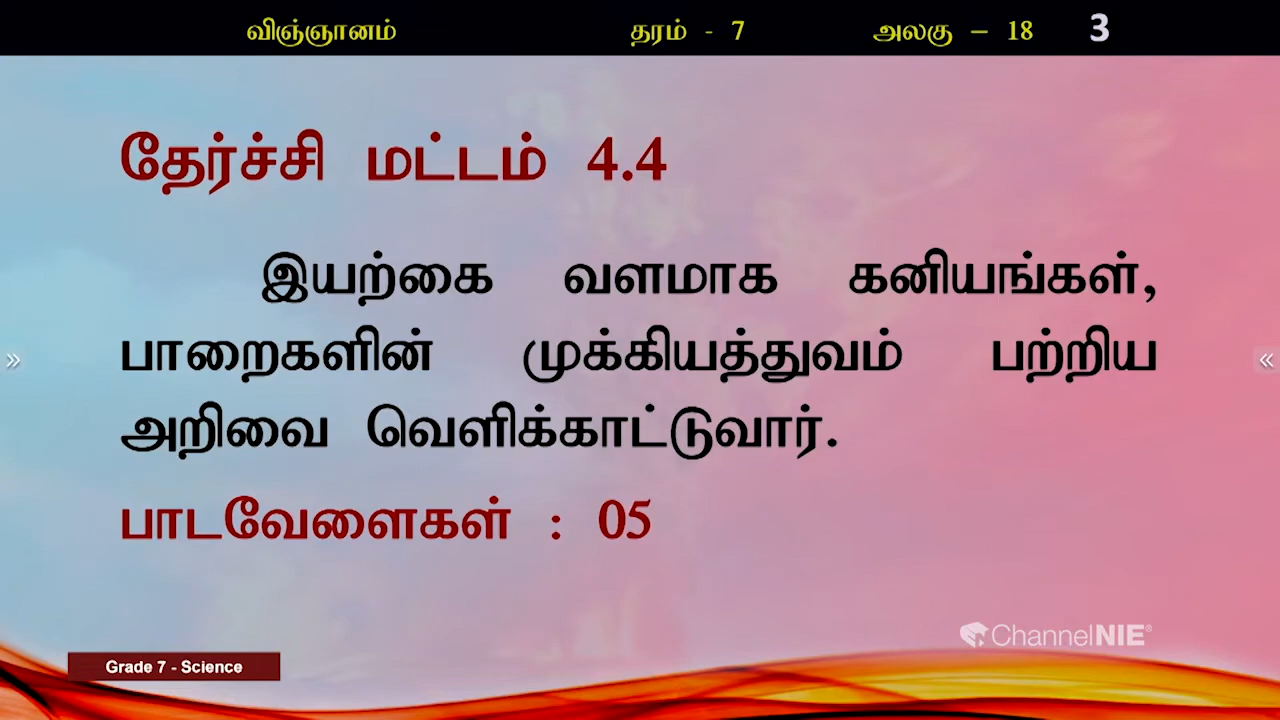 விஞ்ஞானம் தரம் - 7 அலகு – 18 3
தேர்ச்சி மட்டம் 4.4
இயற்கை வளமாக கனியங்கள்,
பாறைகளின் முக்கியத்துவம் பற்றிய
அறிவை வெளிக்காட்டுவார்.
பாடவேளைகள் : 05
ChannelNIE®
Grade 7 - Science